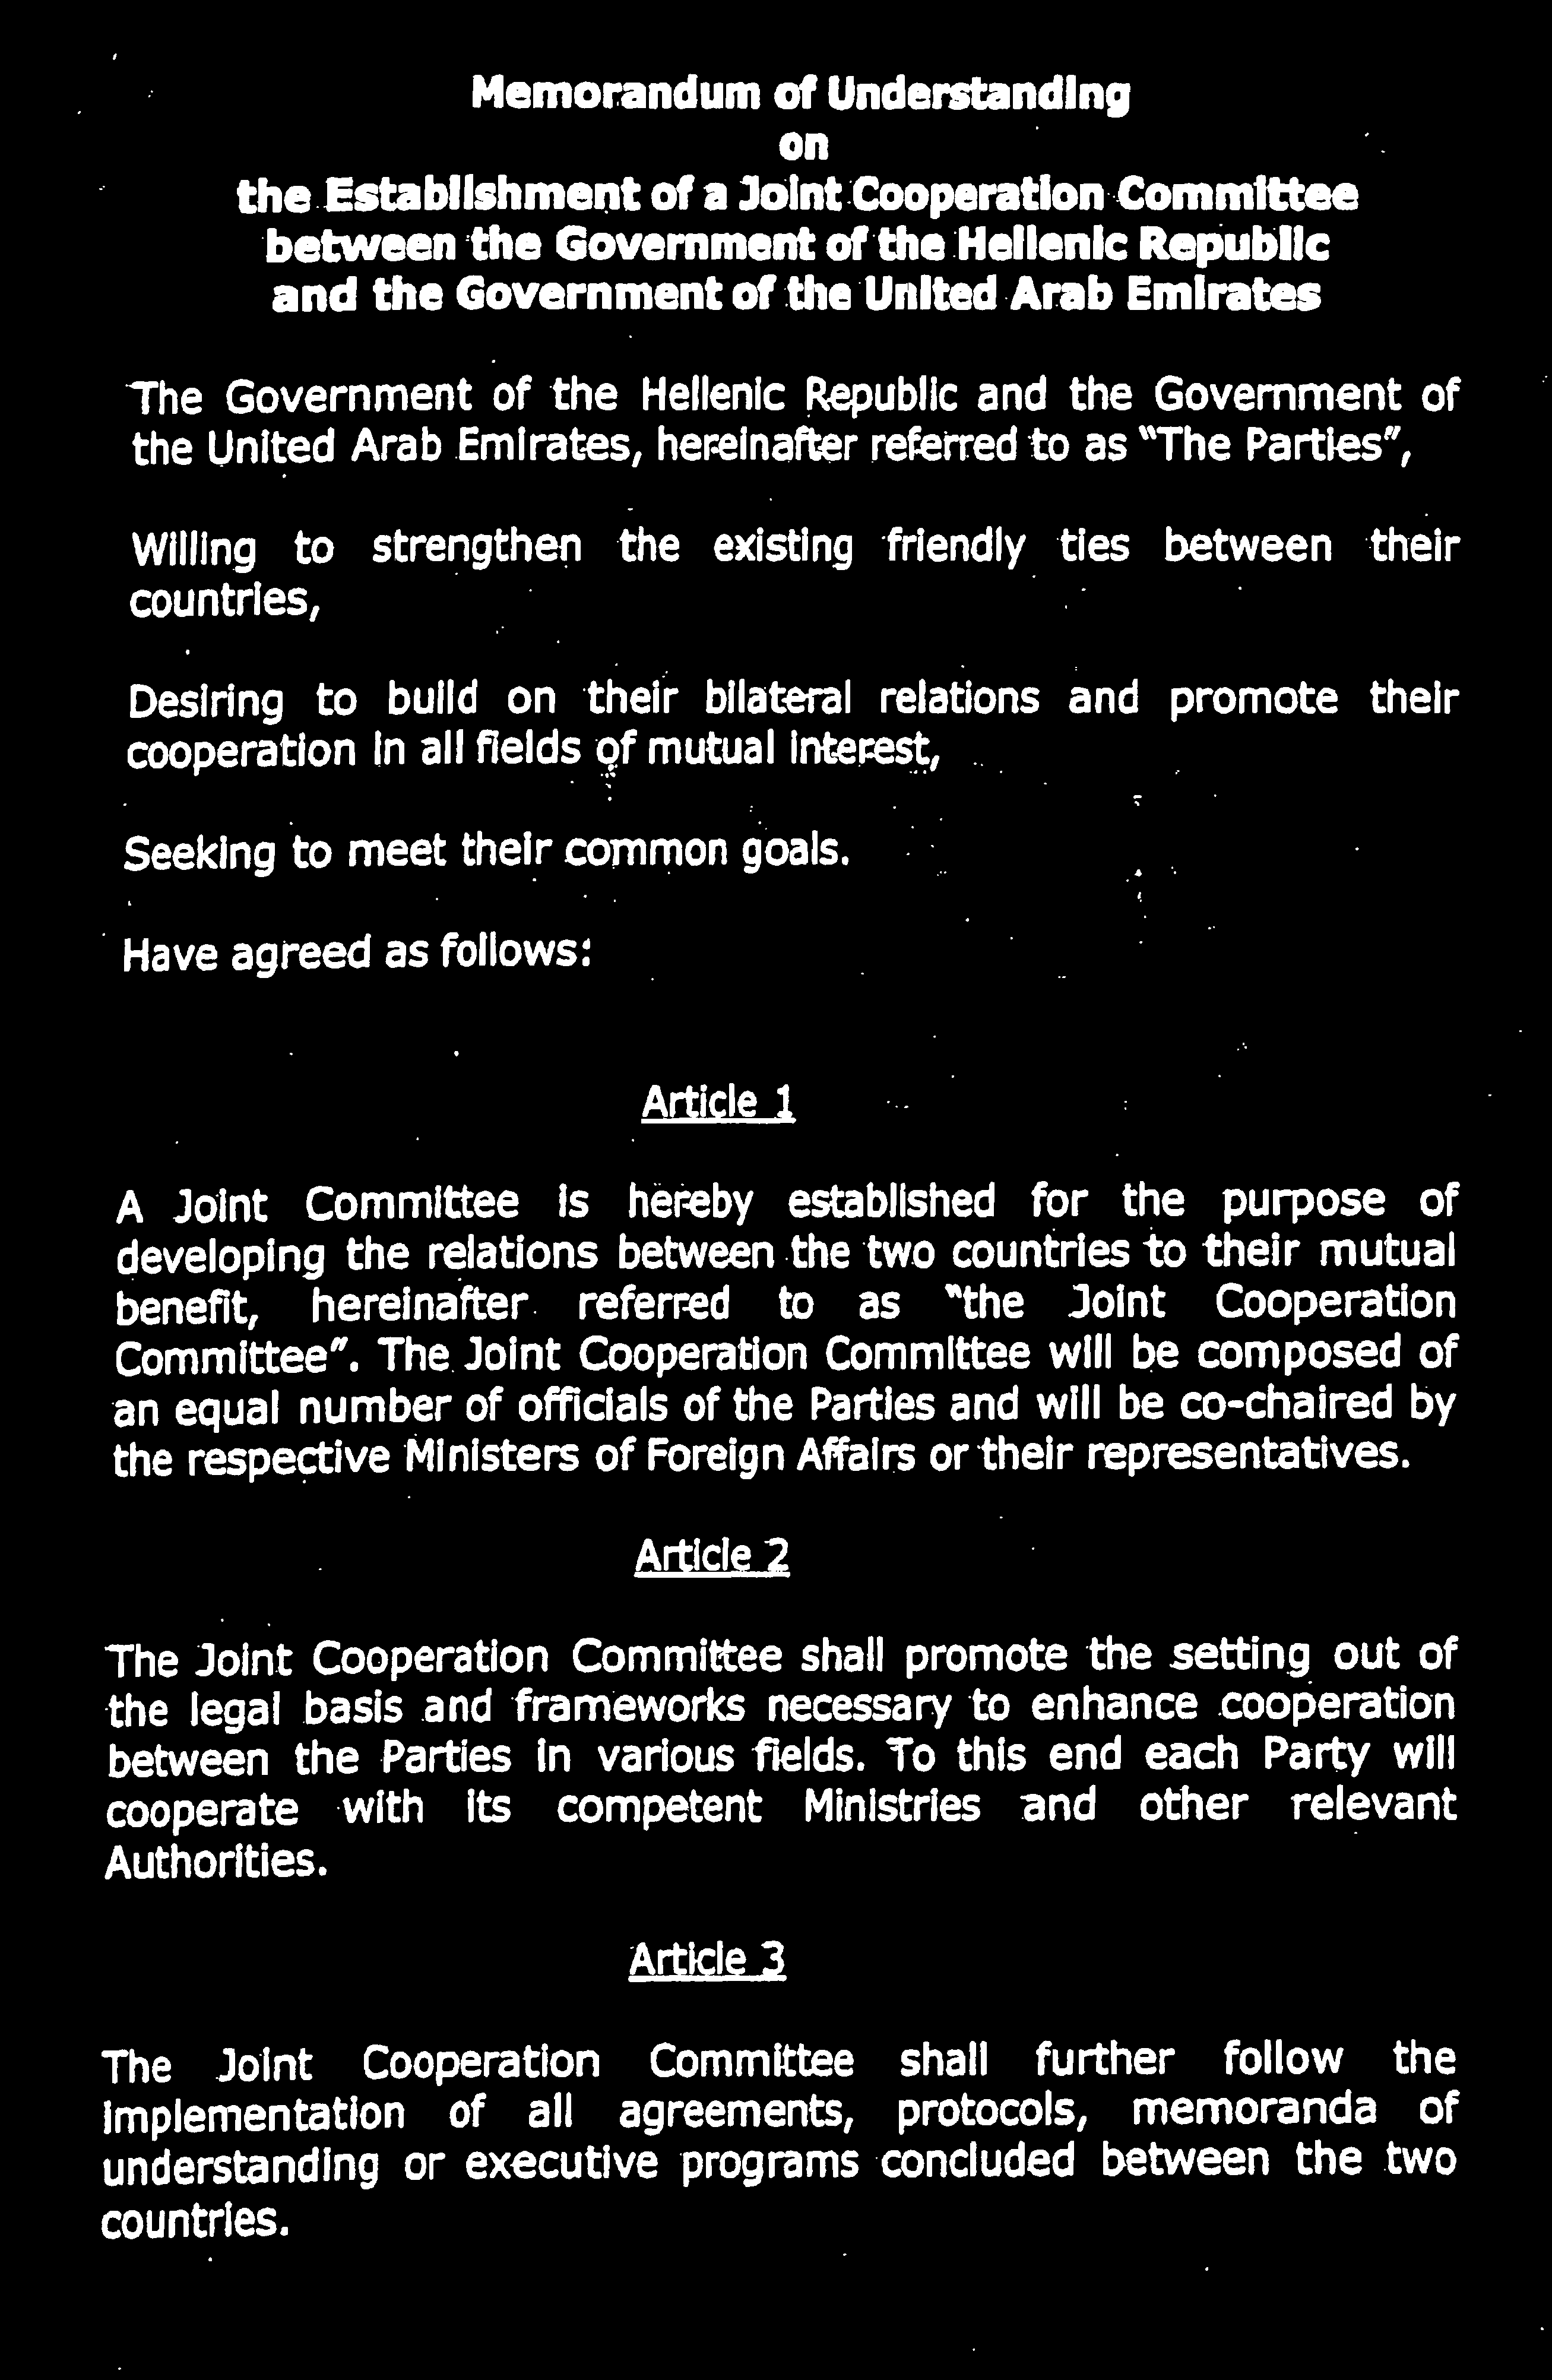 Memorandum of Understanding
on
the Establishment of a Joint Cooperation Committee
between the Government of the Hellenic Republic
and the Government of the United Arab Emirates
The Government of the Hellenic Republic and the Government of
the United Arab Emirates, hereinafter referred to as "The Parties",
Willing to strengthen the existing friendly ties between their
countries,
Desiring to build on their bilateral relations and promote their
cooperation in all fields of mutual interest,
Seeking to meet their common goals.
Have agreed as follows:
Article 1
A Joint Committee is hereby established for the purpose of
developing the relations between the two countries to their mutual
benefit, hereinafter referred to as "the Joint Cooperation
Committee". The Joint Cooperation Committee will be composed of
an equal number of officials of the Parties and will be co-chaired by
the respective Ministers of Foreign Affairs or their representatives.
Article 2
The Joint Cooperation Committee shall promote the setting out of
the legal basis and frameworks necessary to enhance cooperation
between the Parties in various fields. To this end each Party will
cooperate with its competent Ministries and other relevant
Authorities.
Article 3
The Joint Cooperation Committee shall further follow the
implementation of all agreements, protocols, memoranda of
understanding or executive programs concluded between the two
countries.